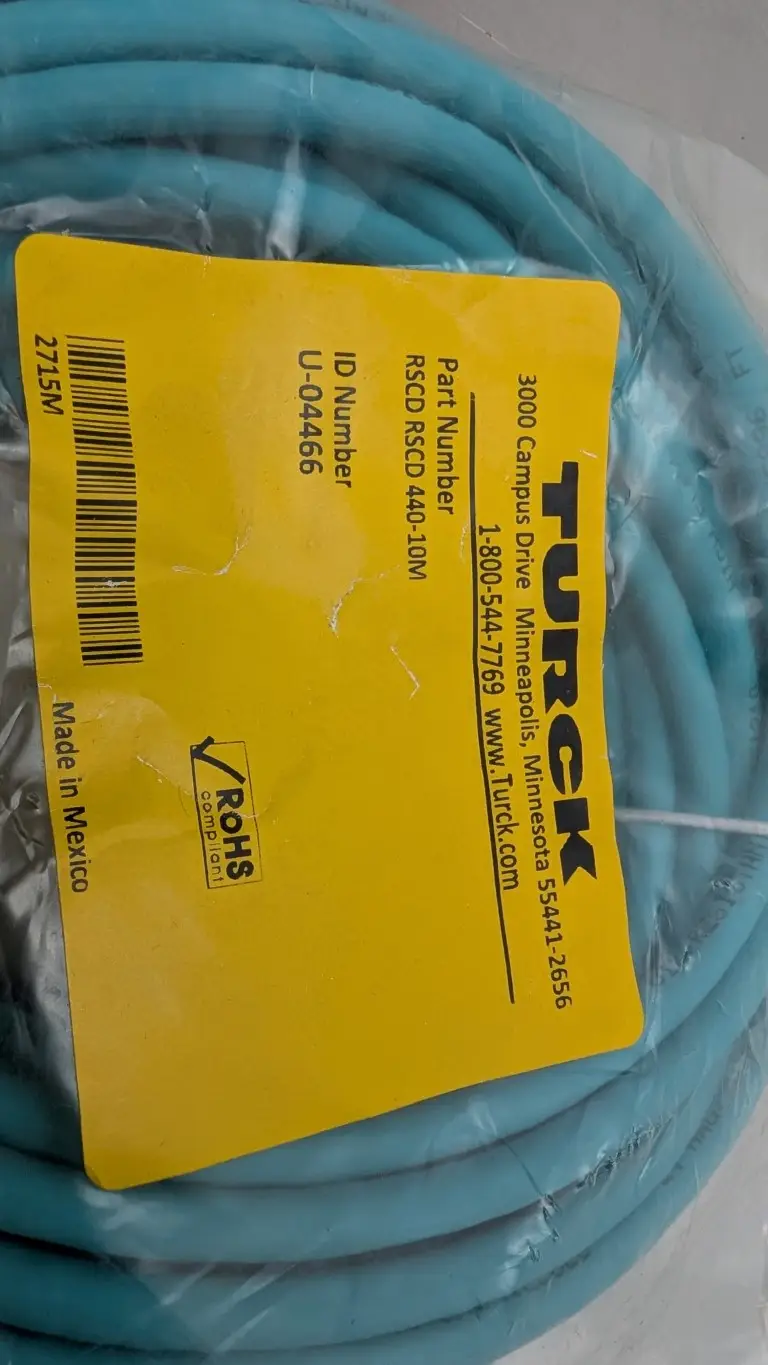 TURCK
3000 Campus Drive Minneapolis, Minnesota 55441-2656
1-800-544-7769 www.Turck.com
Part Number
RSCD RSCD 440-10M
ID Number
U-04466
RoHS
compliant
2715M
Made in Mexico
FT